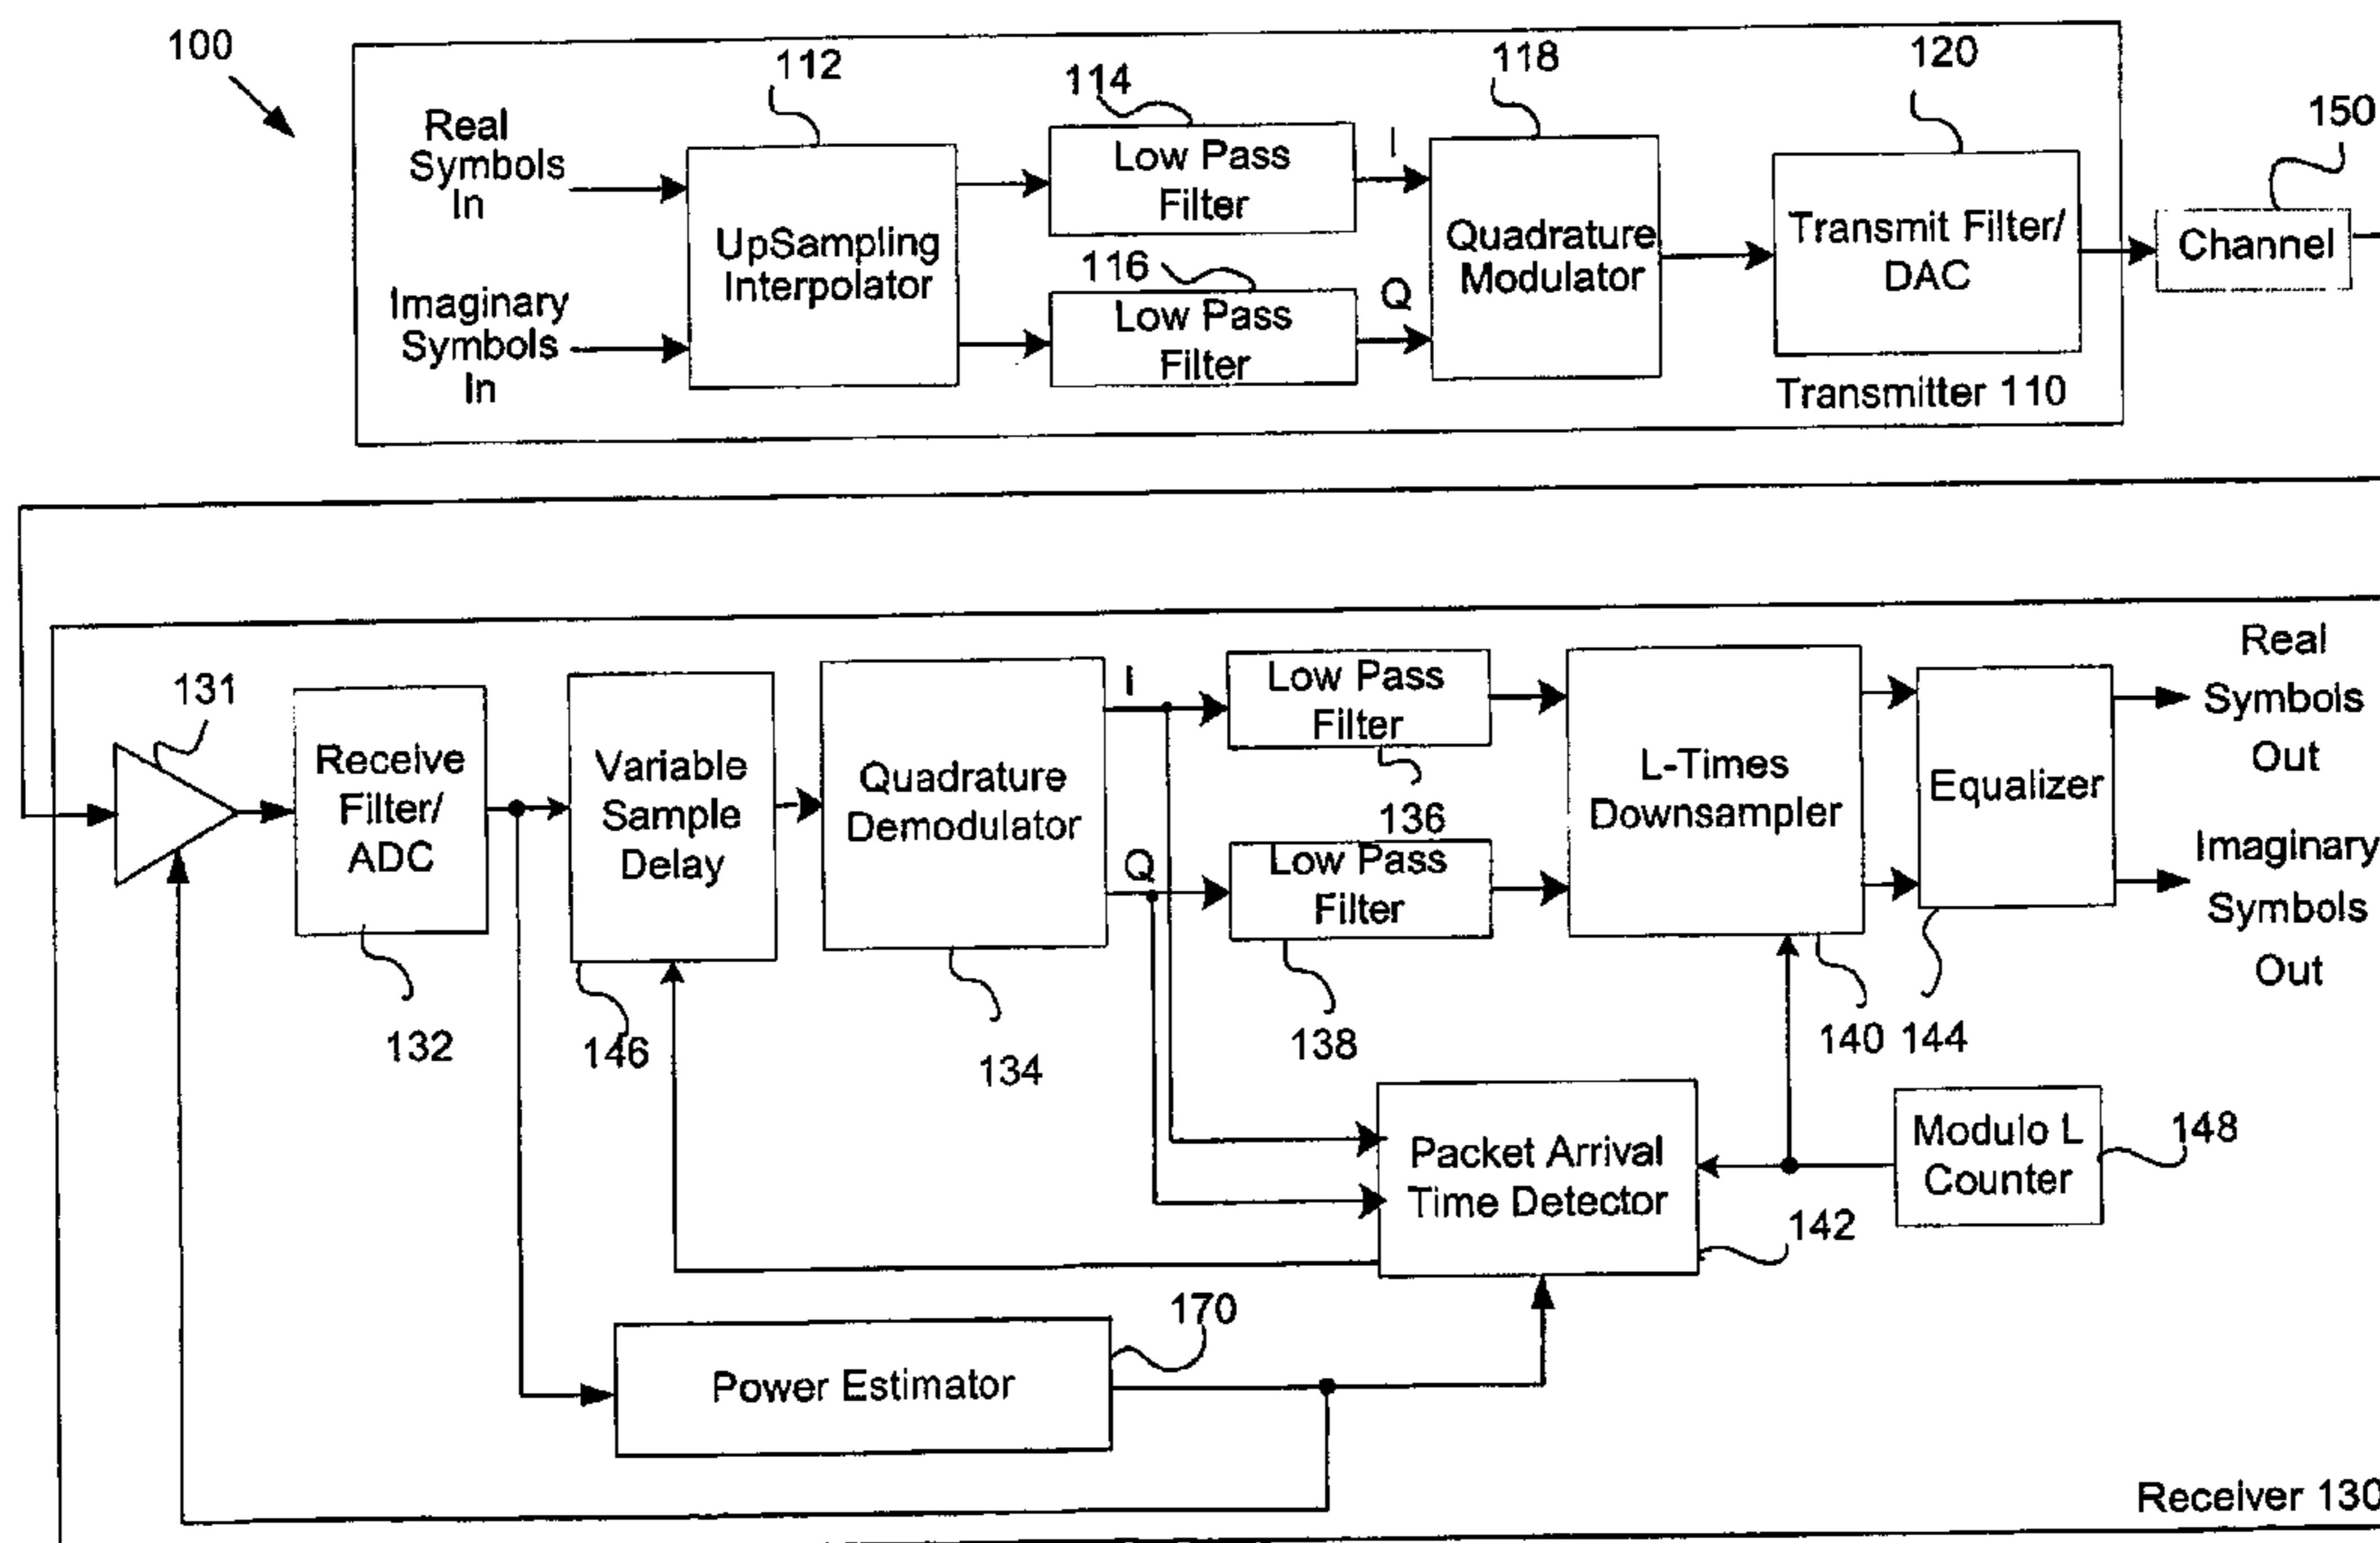 100
112
114
118
120
150
Real
Symbols
In
Imaginary
Symbols
In
UpSampling
Interpolator
Low Pass
Filter
I
116
Low Pass
Filter
Q
Quadrature
Modulator
Transmit Filter/
DAC
Channel
Transmitter 110
131
Receive
Filter/
ADC
132
Variable
Sample
Delay
146
Quadrature
Demodulator
134
I
Q
Low Pass
Filter
136
Low Pass
Filter
138
L-Times
Downsampler
140
Equalizer
144
Real
Symbols
Out
Imaginary
Symbols
Out
Packet Arrival
Time Detector
142
Modulo L
Counter
148
Power Estimator
170
Receiver 130